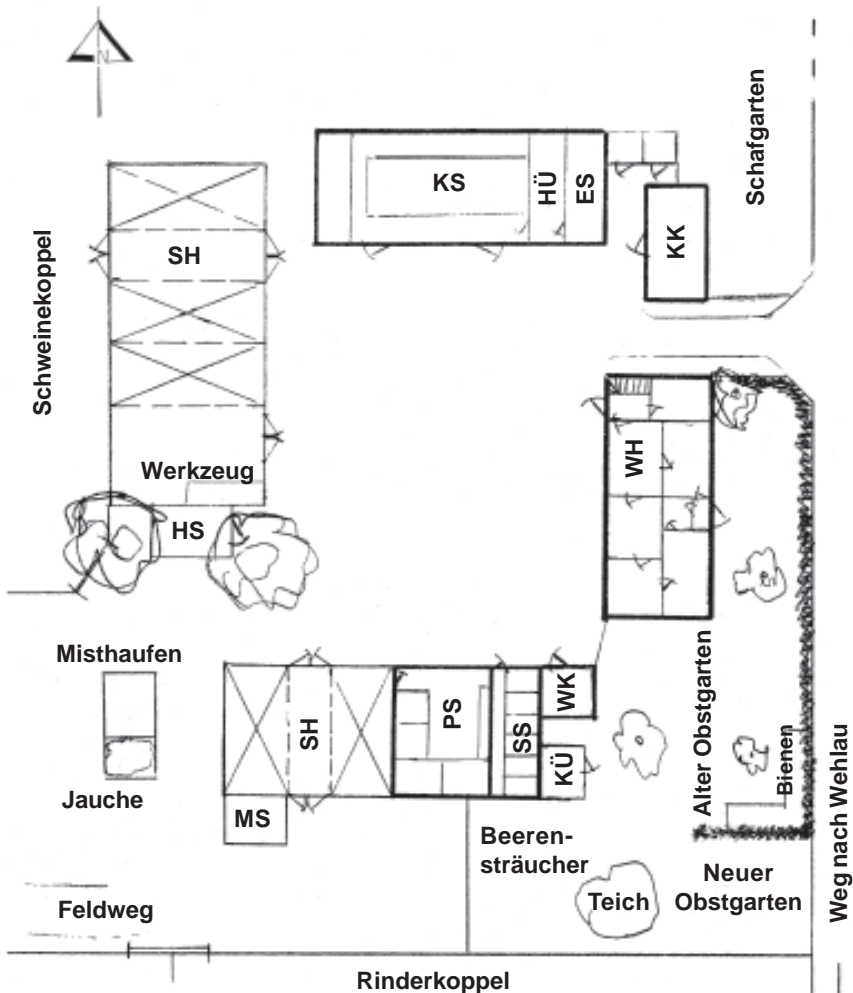 N
Schafgarten
KS
HÜ
ES
KK
SH
Schweinekoppel
WH
Werkzeug
HS
Misthaufen
Jauche
SH
PS
SS
WK
KÜ
MS
Alter Obstgarten
Bienen
Weg nach Wehlau
Beeren-
sträucher
Teich
Neuer
Obstgarten
Feldweg
Rinderkoppel